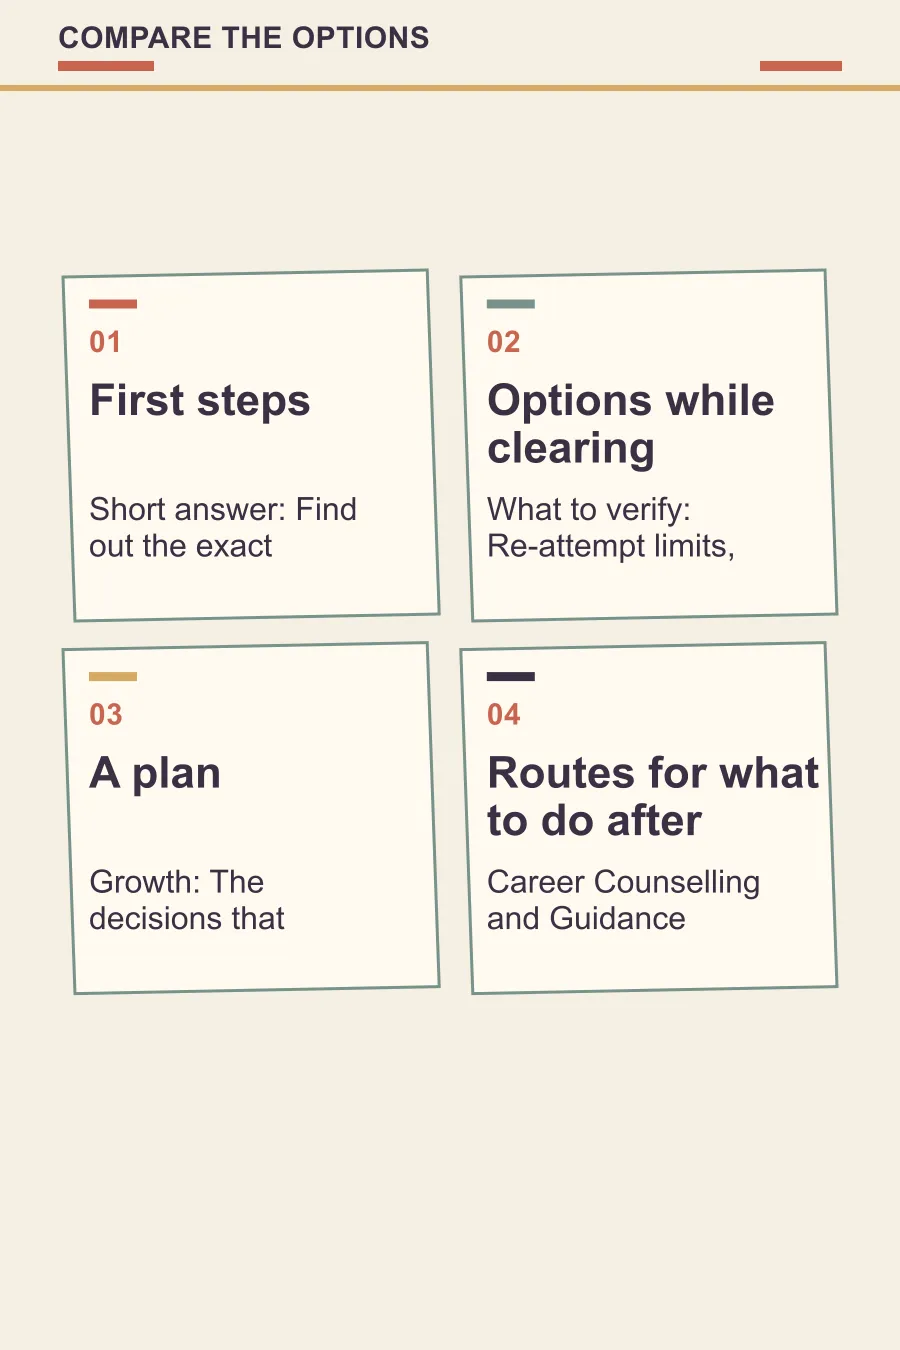 COMPARE THE OPTIONS
01
First steps
Short answer: Find
out the exact
02
Options while
clearing
What to verify:
Re-attempt limits,
03
A plan
Growth: The
decisions that
04
Routes for what
to do after
Career Counselling
and Guidance